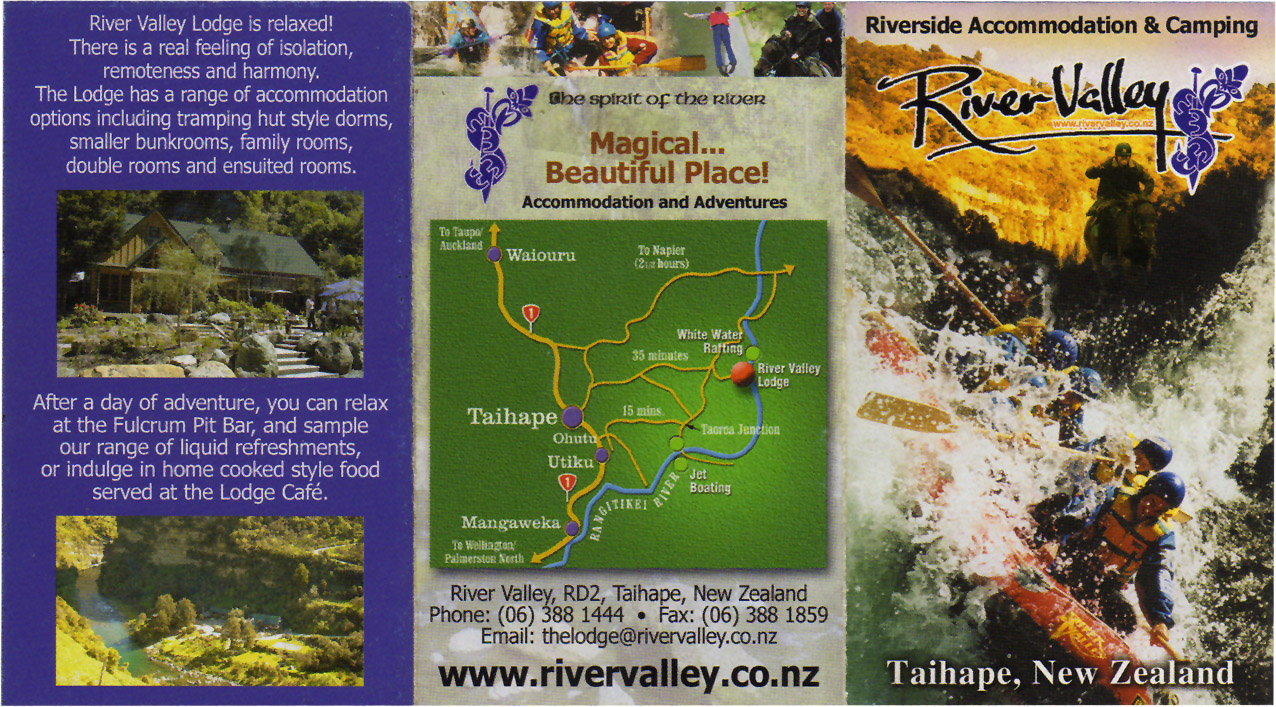 River Valley Lodge is relaxed!
There is a real feeling of isolation,
remoteness and harmony.
The Lodge has a range of accommodation
options including tramping hut style dorms,
smaller bunkrooms, family rooms,
double rooms and ensuited rooms.
After a day of adventure, you can relax
at the Fulcrum Pit Bar, and sample
our range of liquid refreshments,
or indulge in home cooked style food
served at the Lodge Café.
The spirit of the river
Magical...
Beautiful Place!
Accommodation and Adventures
To Taupo/
Auckland
Waiouru
To Napier
(2 1/2 hours)
1
White Water
Rafting
35 minutes
River Valley
Lodge
Taihape
15 mins.
Taoroa Junction
Ohutu
Utiku
1
Jet
Boating
RANGITIKEI RIVER
Mangaweka
To Wellington/
Palmerston North
River Valley, RD2, Taihape, New Zealand
Phone: (06) 388 1444 • Fax: (06) 388 1859
Email: thelodge@rivervalley.co.nz
www.rivervalley.co.nz
Riverside Accommodation & Camping
River Valley
www.rivervalley.co.nz
Taihape, New Zealand